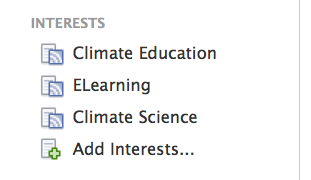 INTERESTS
Climate Education
ELearning
Climate Science
Add Interests...